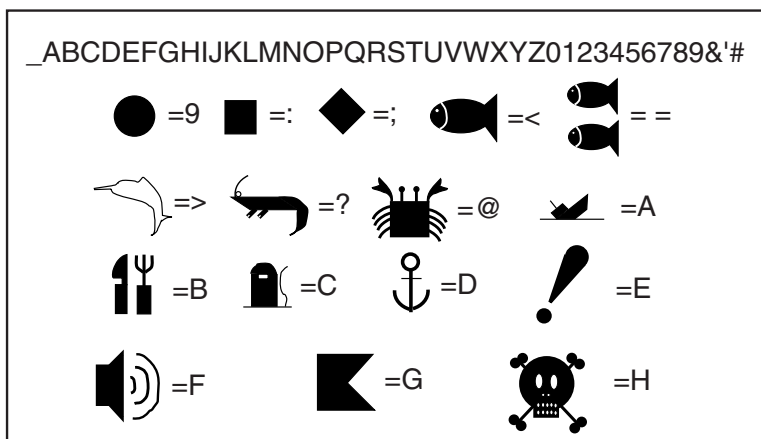 _ABCDEFGHIJKLMNOPQRSTUVWXYZ0123456789&'#
=9 =: =; =< = =
=> =? =@ =A
=B =C =D =E
=F =G =H